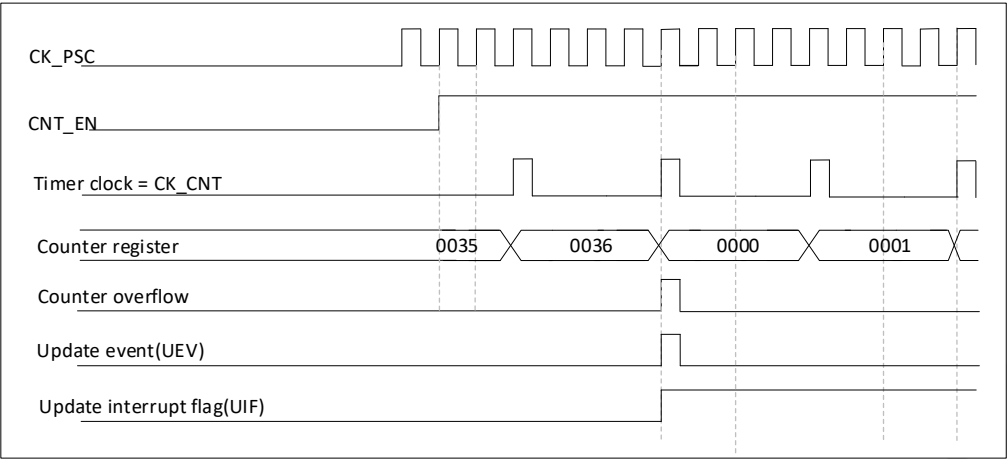 CK_PSC
CNT_EN
Timer clock = CK_CNT
Counter register 0035 0036 0000 0001
Counter overflow
Update event(UEV)
Update interrupt flag(UIF)